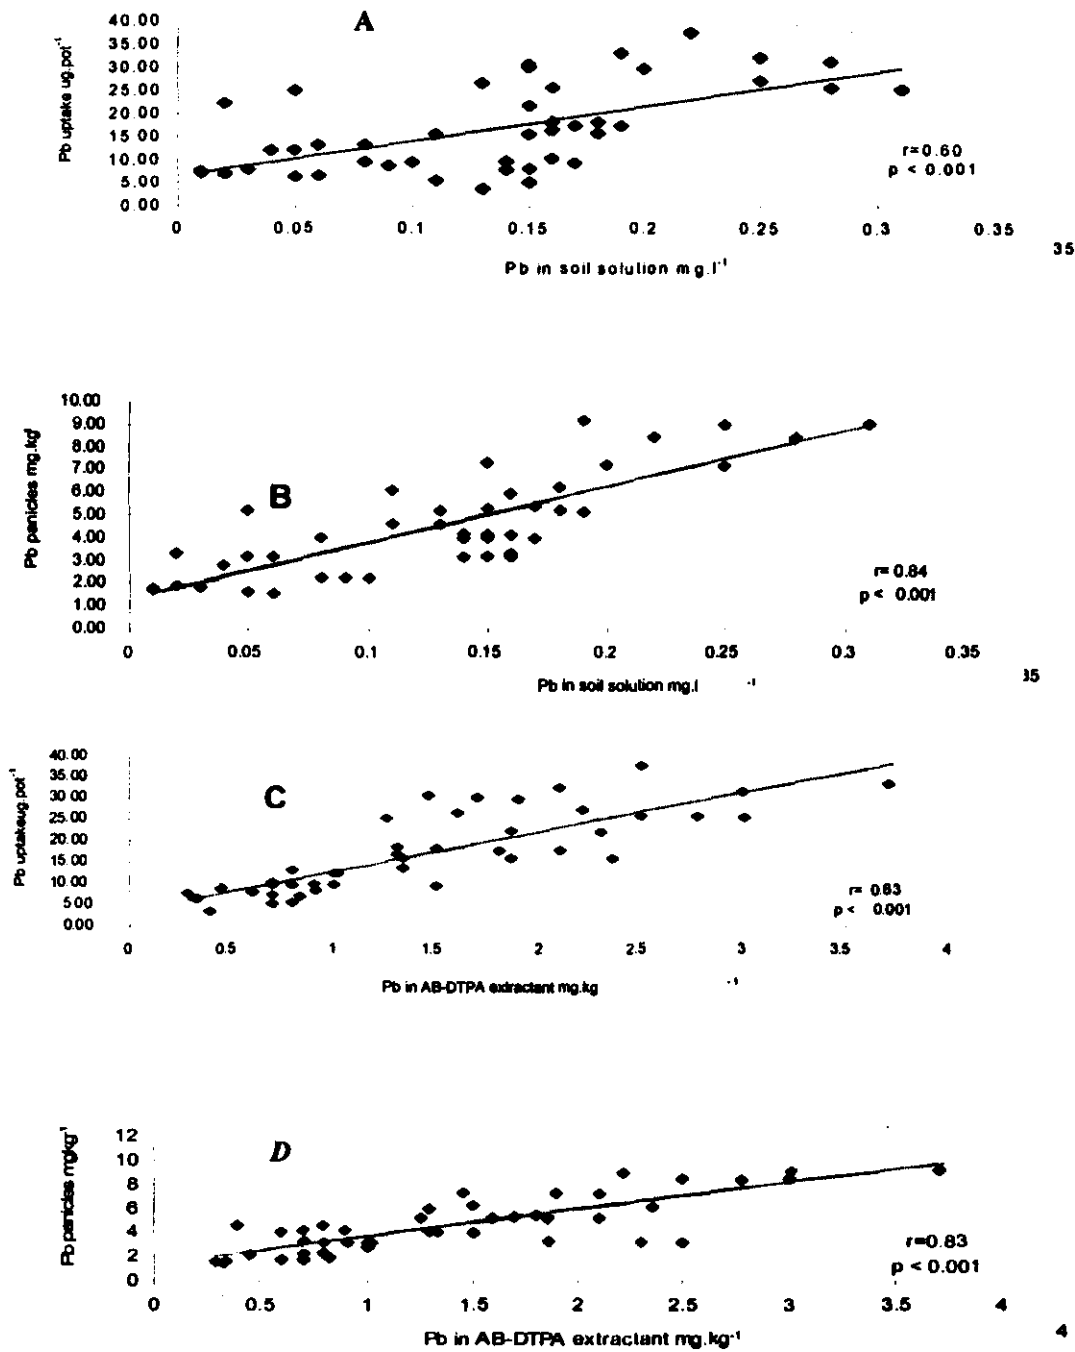 A
Pb uptake ug.pot⁻¹
40.00
35.00
30.00
25.00
20.00
15.00
10.00
5.00
0.00
r=0.60
p < 0.001
0 0.05 0.1 0.15 0.2 0.25 0.3 0.35
35
Pb in soil solution mg.l⁻¹
B
Pb penicles mg.kg
10.00
9.00
8.00
7.00
6.00
5.00
4.00
3.00
2.00
1.00
0.00
r= 0.84
p < 0.001
0 0.05 0.1 0.15 0.2 0.25 0.3 0.35
35
Pb in soil solution mg.l ⁻¹
C
Pb uptakeug.pot⁻¹
40.00
35.00
30.00
25.00
20.00
15.00
10.00
5.00
0.00
r= 0.63
p < 0.001
0 0.5 1 1.5 2 2.5 3 3.5 4
Pb in AB-DTPA extractant mg.kg ⁻¹
D
Pb penicles mgkg⁻¹
12
10
8
6
4
2
0
r=0.83
p < 0.001
0 0.5 1 1.5 2 2.5 3 3.5 4
4
Pb in AB-DTPA extractant mg.kg⁻¹